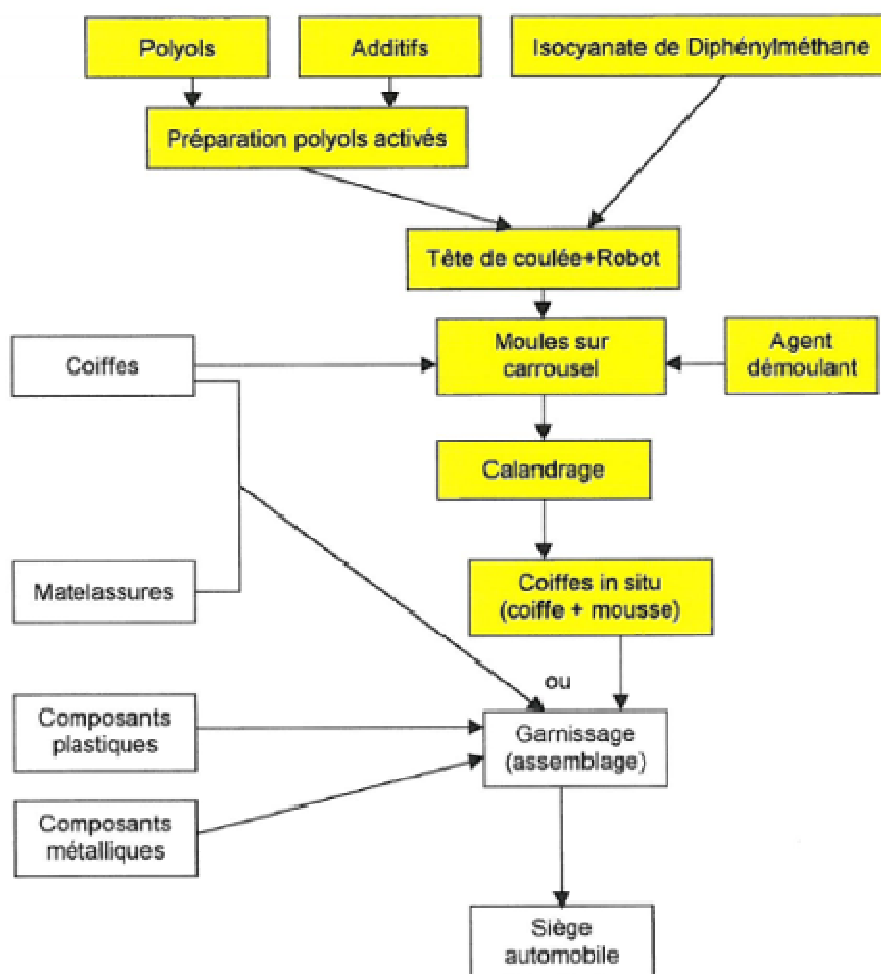 Polyols
Additifs
Isocyanate de Diphénylméthane
Préparation polyols activés
Tête de coulée+Robot
Coiffes
Moules sur
carrousel
Agent
démoulant
Calandrage
Matelassures
Coiffes in situ
(coiffe + mousse)
ou
Composants
plastiques
Garnissage
(assemblage)
Composants
métalliques
Siège
automobile